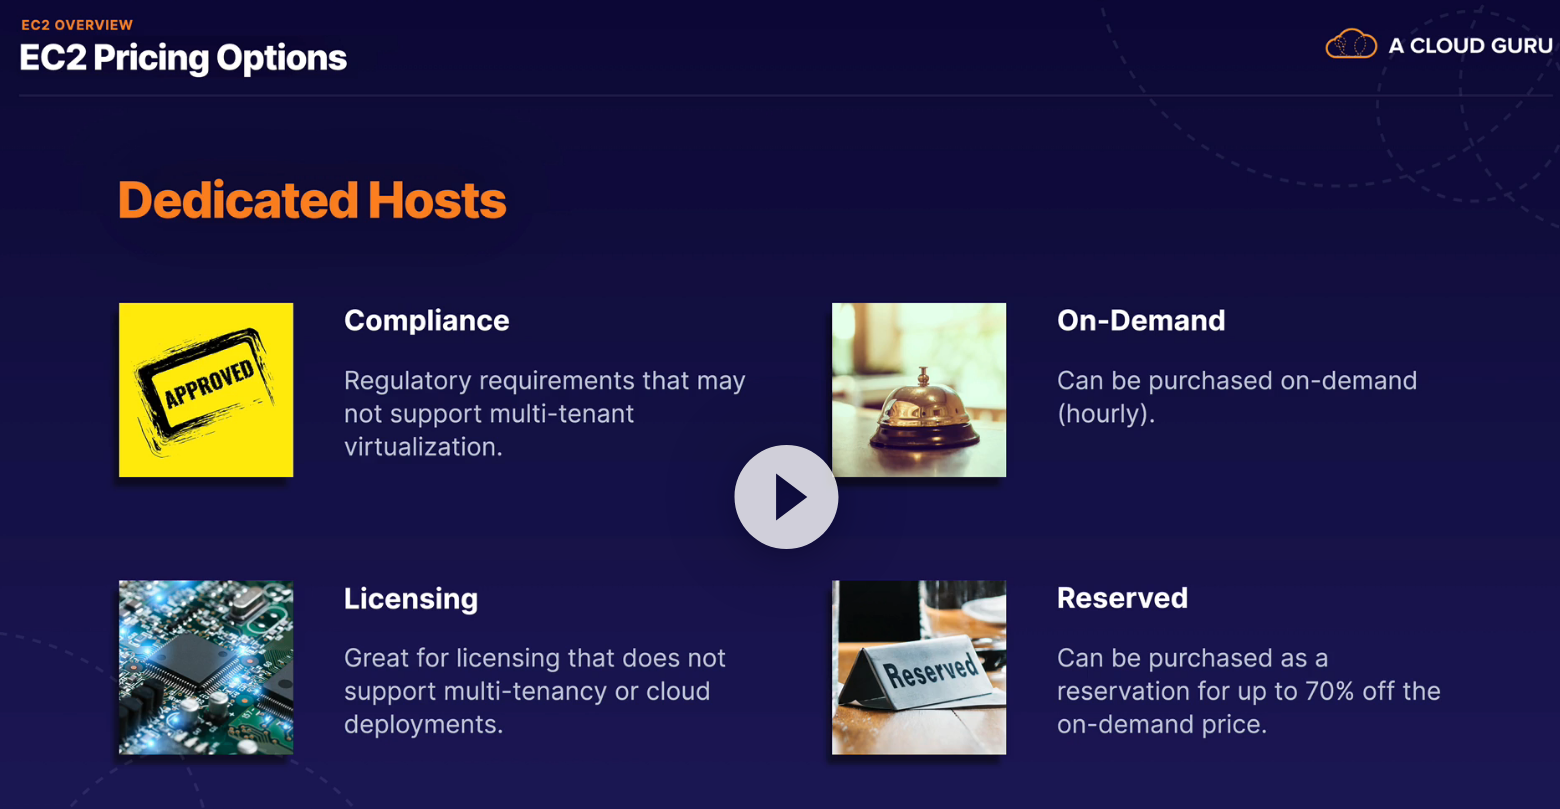 EC2 OVERVIEW
EC2 Pricing Options
A CLOUD GURU
Dedicated Hosts
APPROVED
Compliance
Regulatory requirements that may
not support multi-tenant
virtualization.
On-Demand
Can be purchased on-demand
(hourly).
Licensing
Great for licensing that does not
support multi-tenancy or cloud
deployments.
Reserved
Reserved
Can be purchased as a
reservation for up to 70% off the
on-demand price.